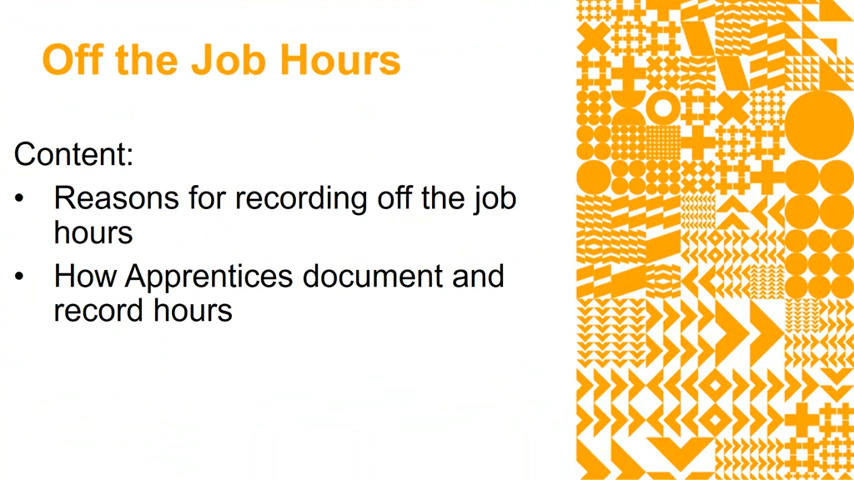 Off the Job Hours
Content:
• Reasons for recording off the job
hours
• How Apprentices document and
record hours